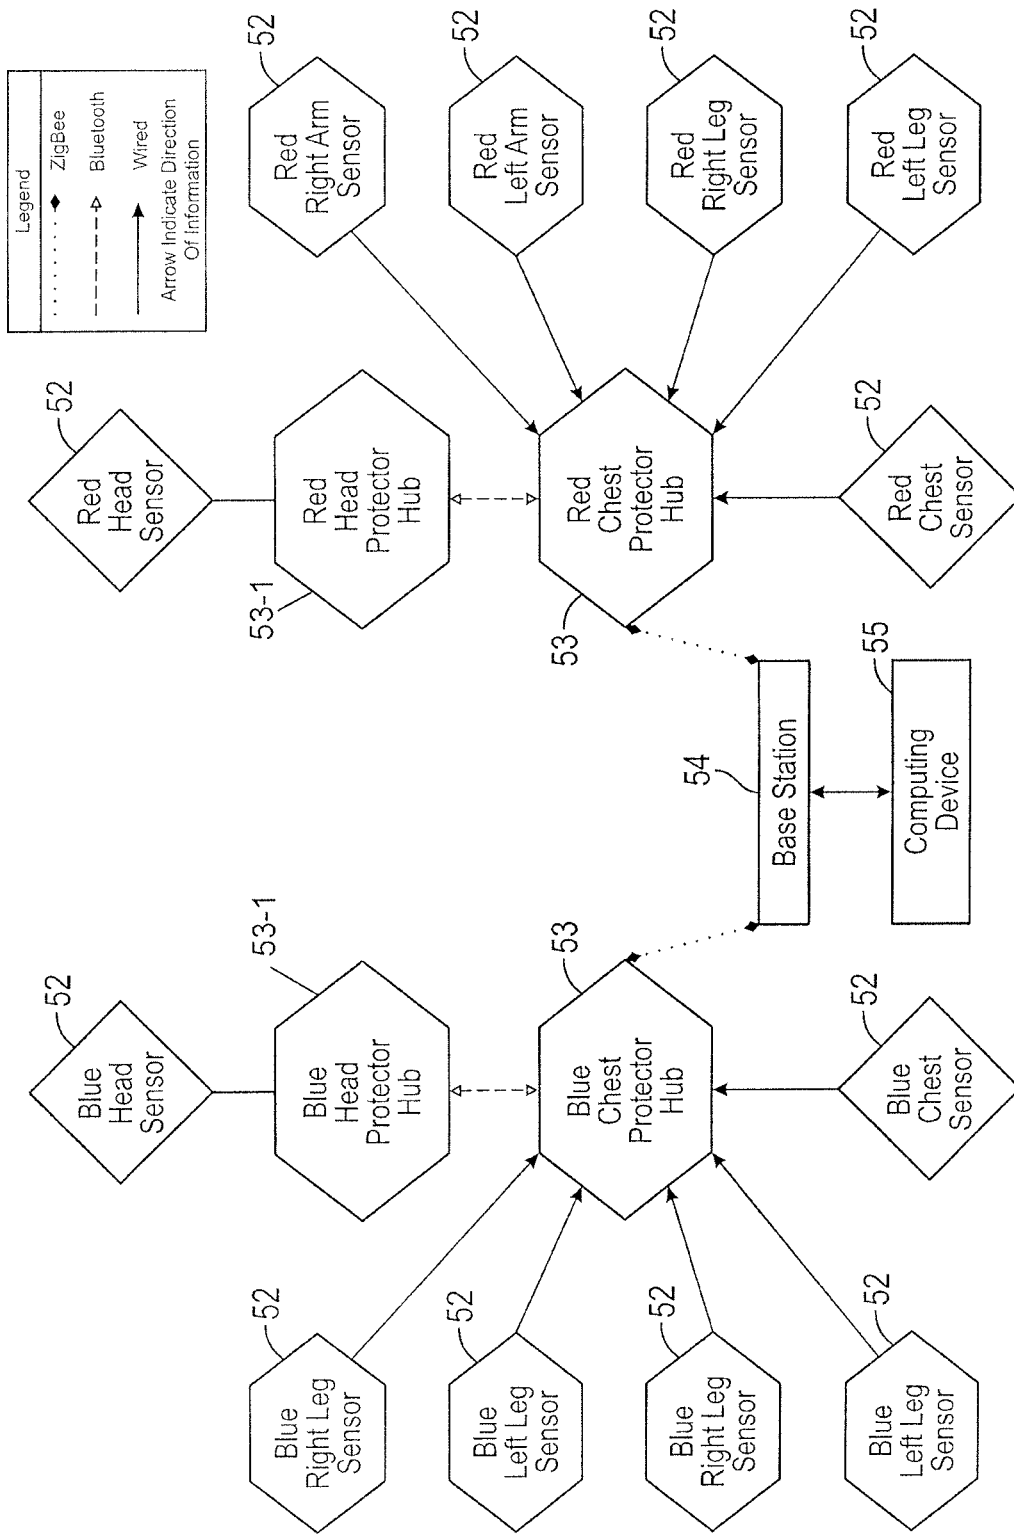 Legend
ZigBee
Bluetooth
Wired
Arrow Indicate Direction
Of Information
52
Blue
Head
Sensor
52
Red
Head
Sensor
53-1
Blue
Head
Protector
Hub
53-1
Red
Head
Protector
Hub
52
Blue
Right Leg
Sensor
52
Blue
Left Leg
Sensor
52
Blue
Right Leg
Sensor
52
Blue
Left Leg
Sensor
53
Blue
Chest
Protector
Hub
53
Red
Chest
Protector
Hub
52
Red
Right Arm
Sensor
52
Red
Left Arm
Sensor
52
Red
Right Leg
Sensor
52
Red
Left Leg
Sensor
52
Blue
Chest
Sensor
54
Base Station
55
Computing
Device
52
Red
Chest
Sensor